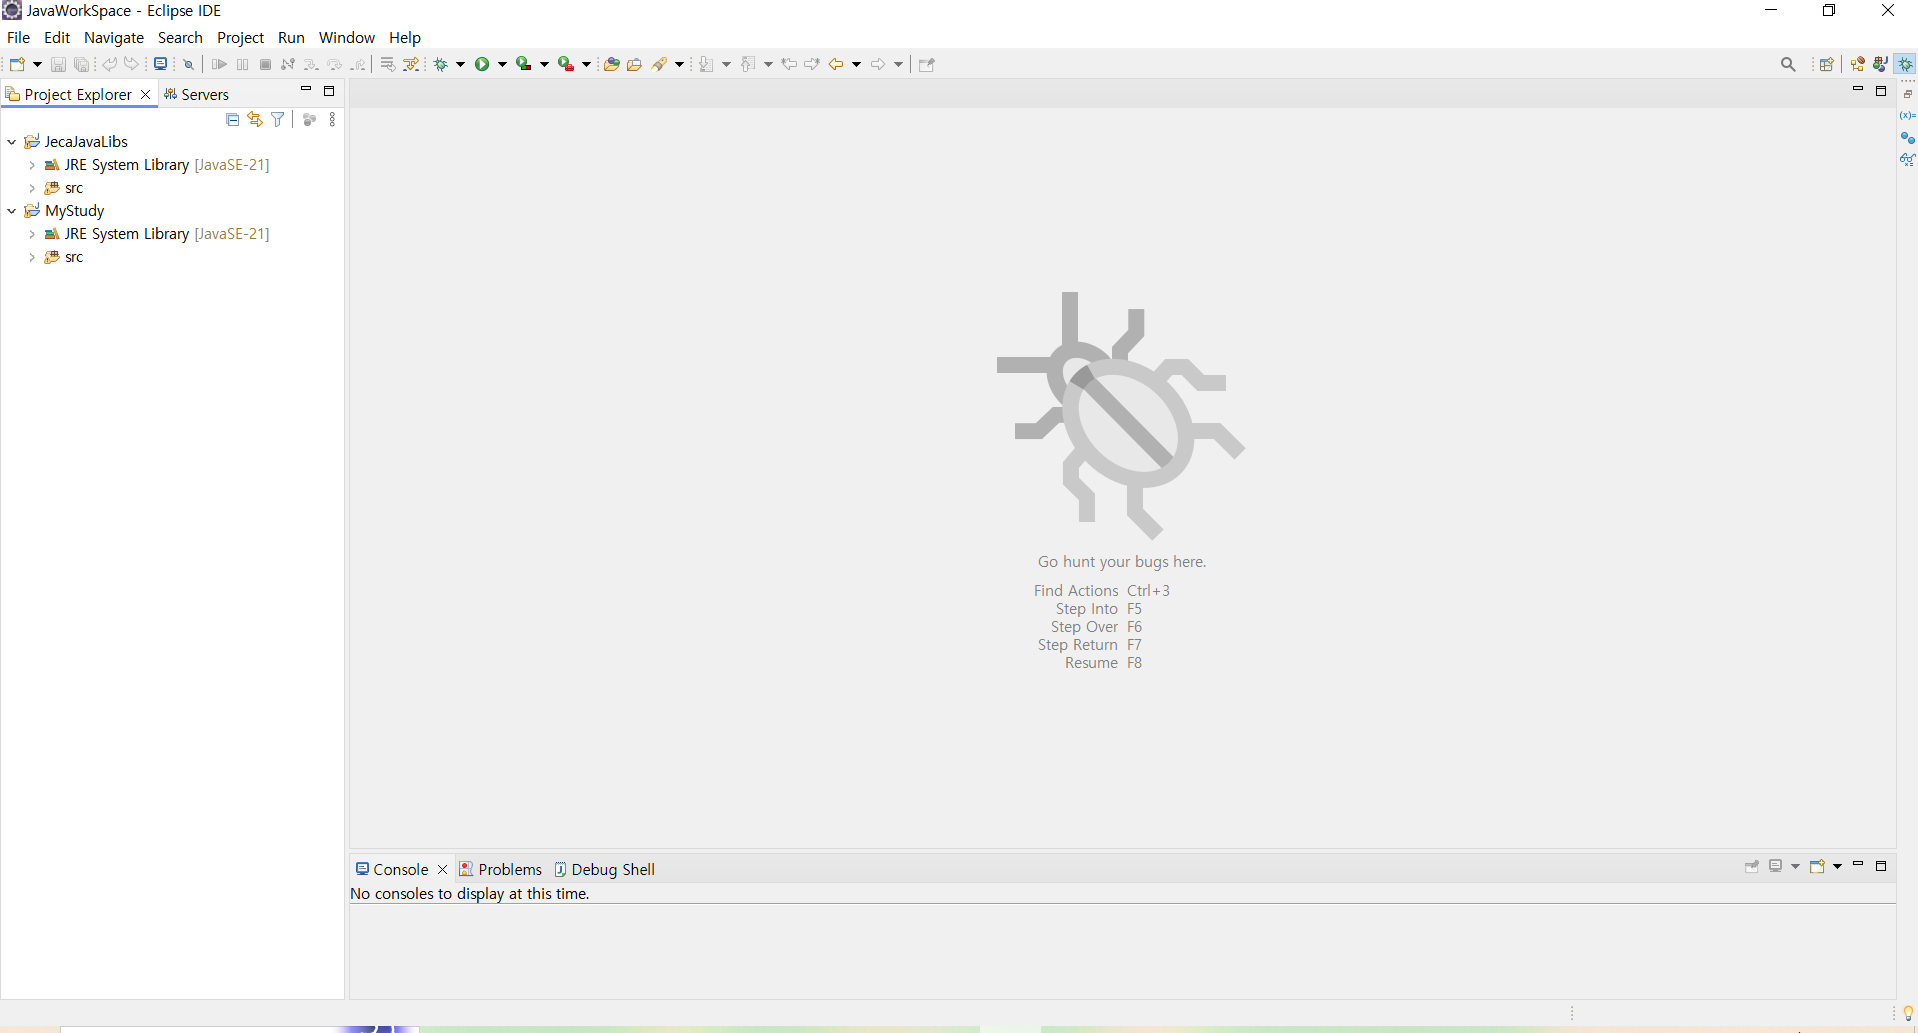 JavaWorkSpace - Eclipse IDE
File Edit Navigate Search Project Run Window Help
Project Explorer Servers
JecaJavaLibs
JRE System Library [JavaSE-21]
src
MyStudy
JRE System Library [JavaSE-21]
src
(x)=
Go hunt your bugs here.
Find Actions Ctrl+3
Step Into F5
Step Over F6
Step Return F7
Resume F8
Console Problems Debug Shell
No consoles to display at this time.